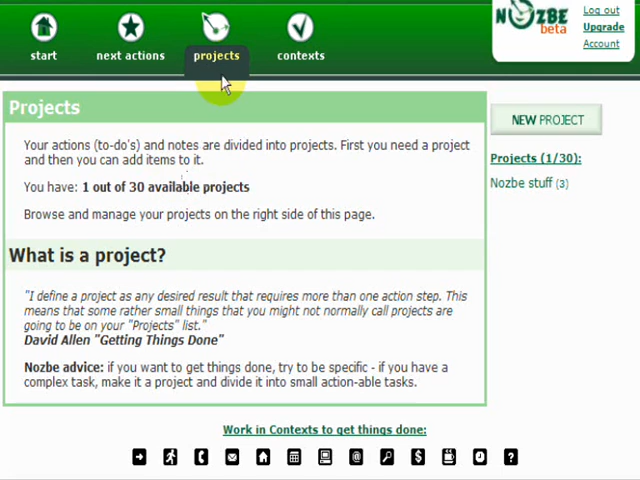 start
next actions
projects
contexts
NOZBE
beta
Log out
Upgrade
Account
Projects
Your actions (to-do's) and notes are divided into projects. First you need a project
and then you can add items to it.
You have: 1 out of 30 available projects
Browse and manage your projects on the right side of this page.
What is a project?
"I define a project as any desired result that requires more than one action step. This
means that some rather small things that you might not normally call projects are
going to be on your "Projects" list."
David Allen "Getting Things Done"
Nozbe advice: if you want to get things done, try to be specific - if you have a
complex task, make it a project and divide it into small action-able tasks.
NEW PROJECT
Projects (1/30):
Nozbe stuff (3)
Work in Contexts to get things done:
@ $ ?